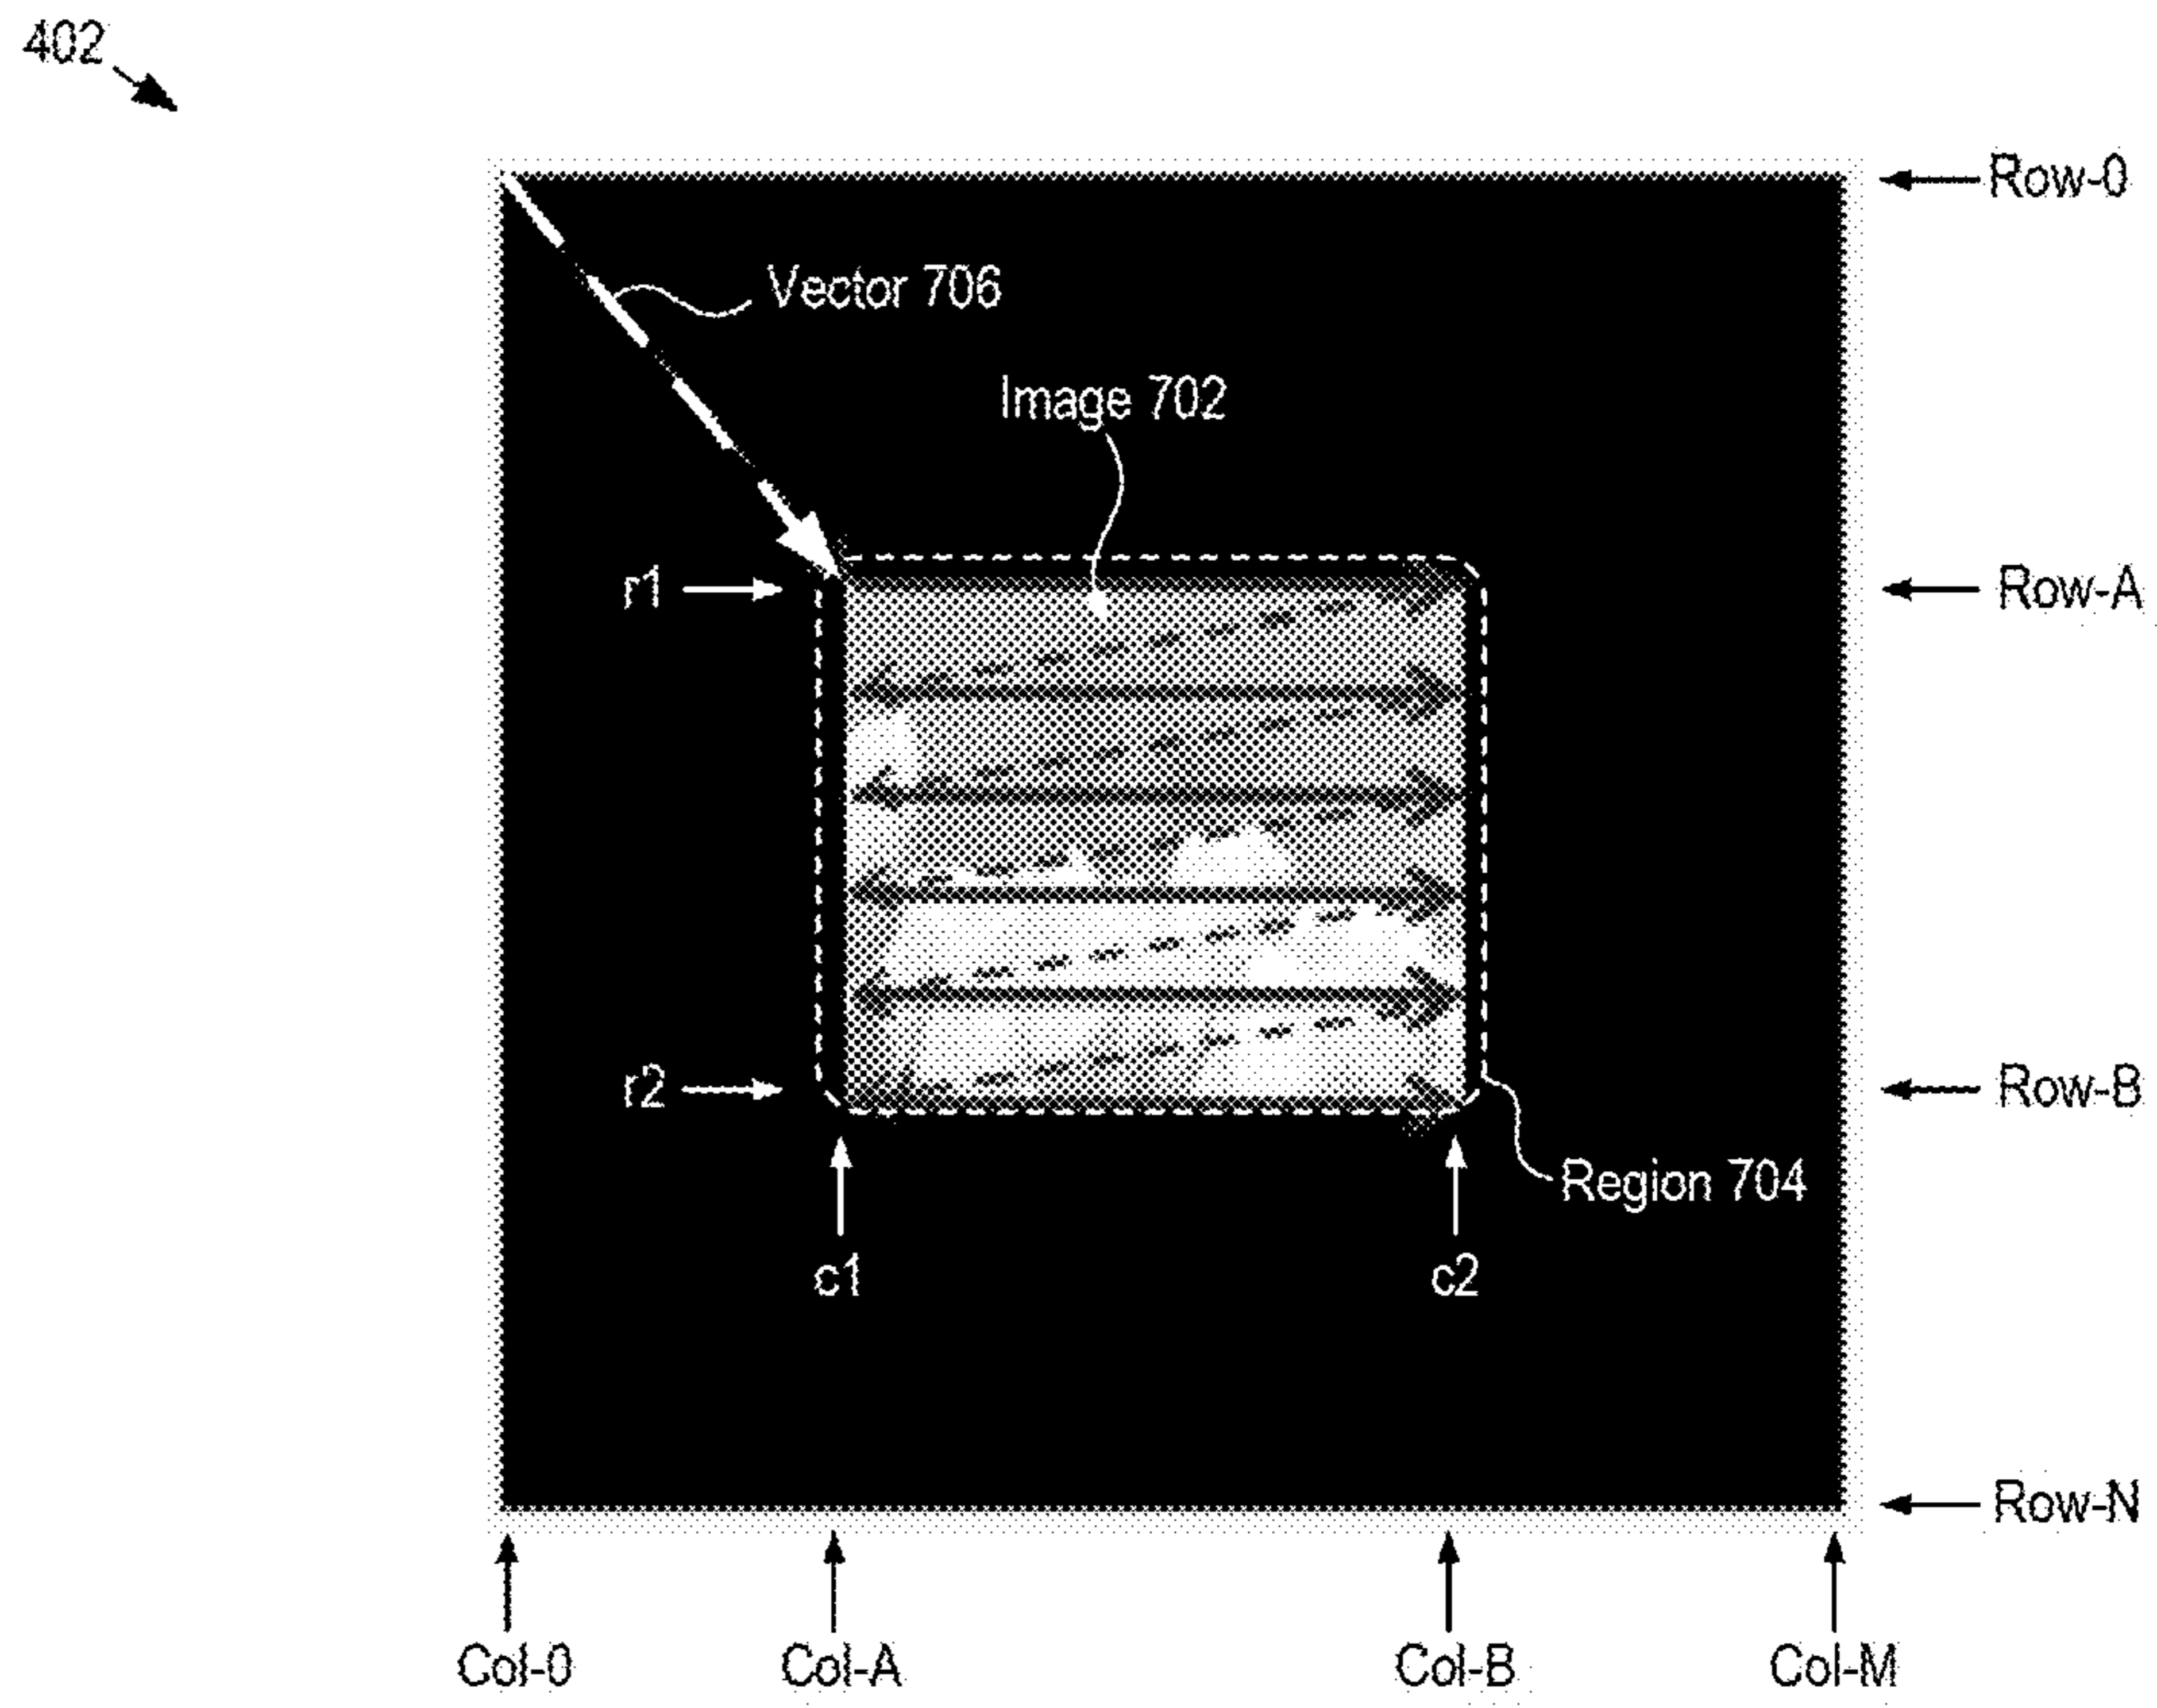 402
Row-0
Vector 706
Image 702
r1
Row-A
r2
Row-B
Region 704
c1
c2
Row-N
Col-0
Col-A
Col-B
Col-M